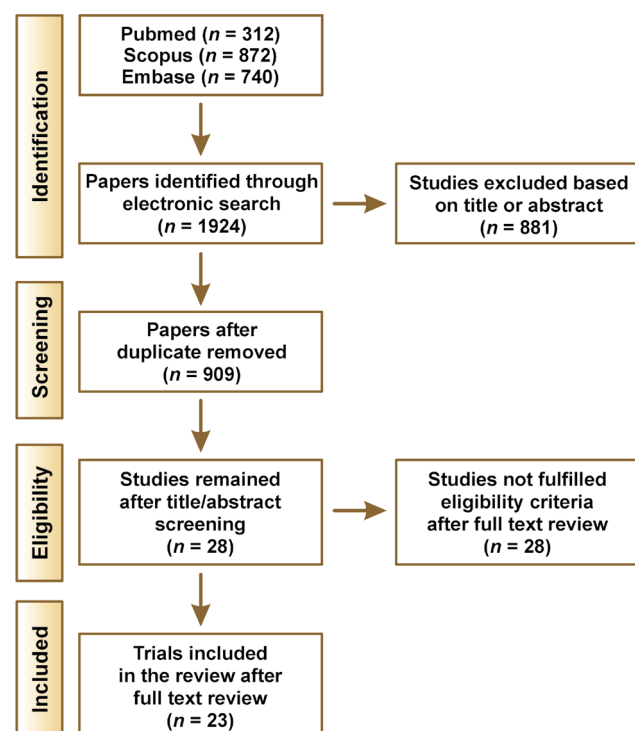 Identification
Pubmed (n = 312)
Scopus (n = 872)
Embase (n = 740)
Papers identified through
electronic search
(n = 1924)
Studies excluded based
on title or abstract
(n = 881)
Screening
Papers after
duplicate removed
(n = 909)
Eligibility
Studies remained
after title/abstract
screening
(n = 28)
Studies not fulfilled
eligibility criteria
after full text review
(n = 28)
Included
Trials included
in the review after
full text review
(n = 23)